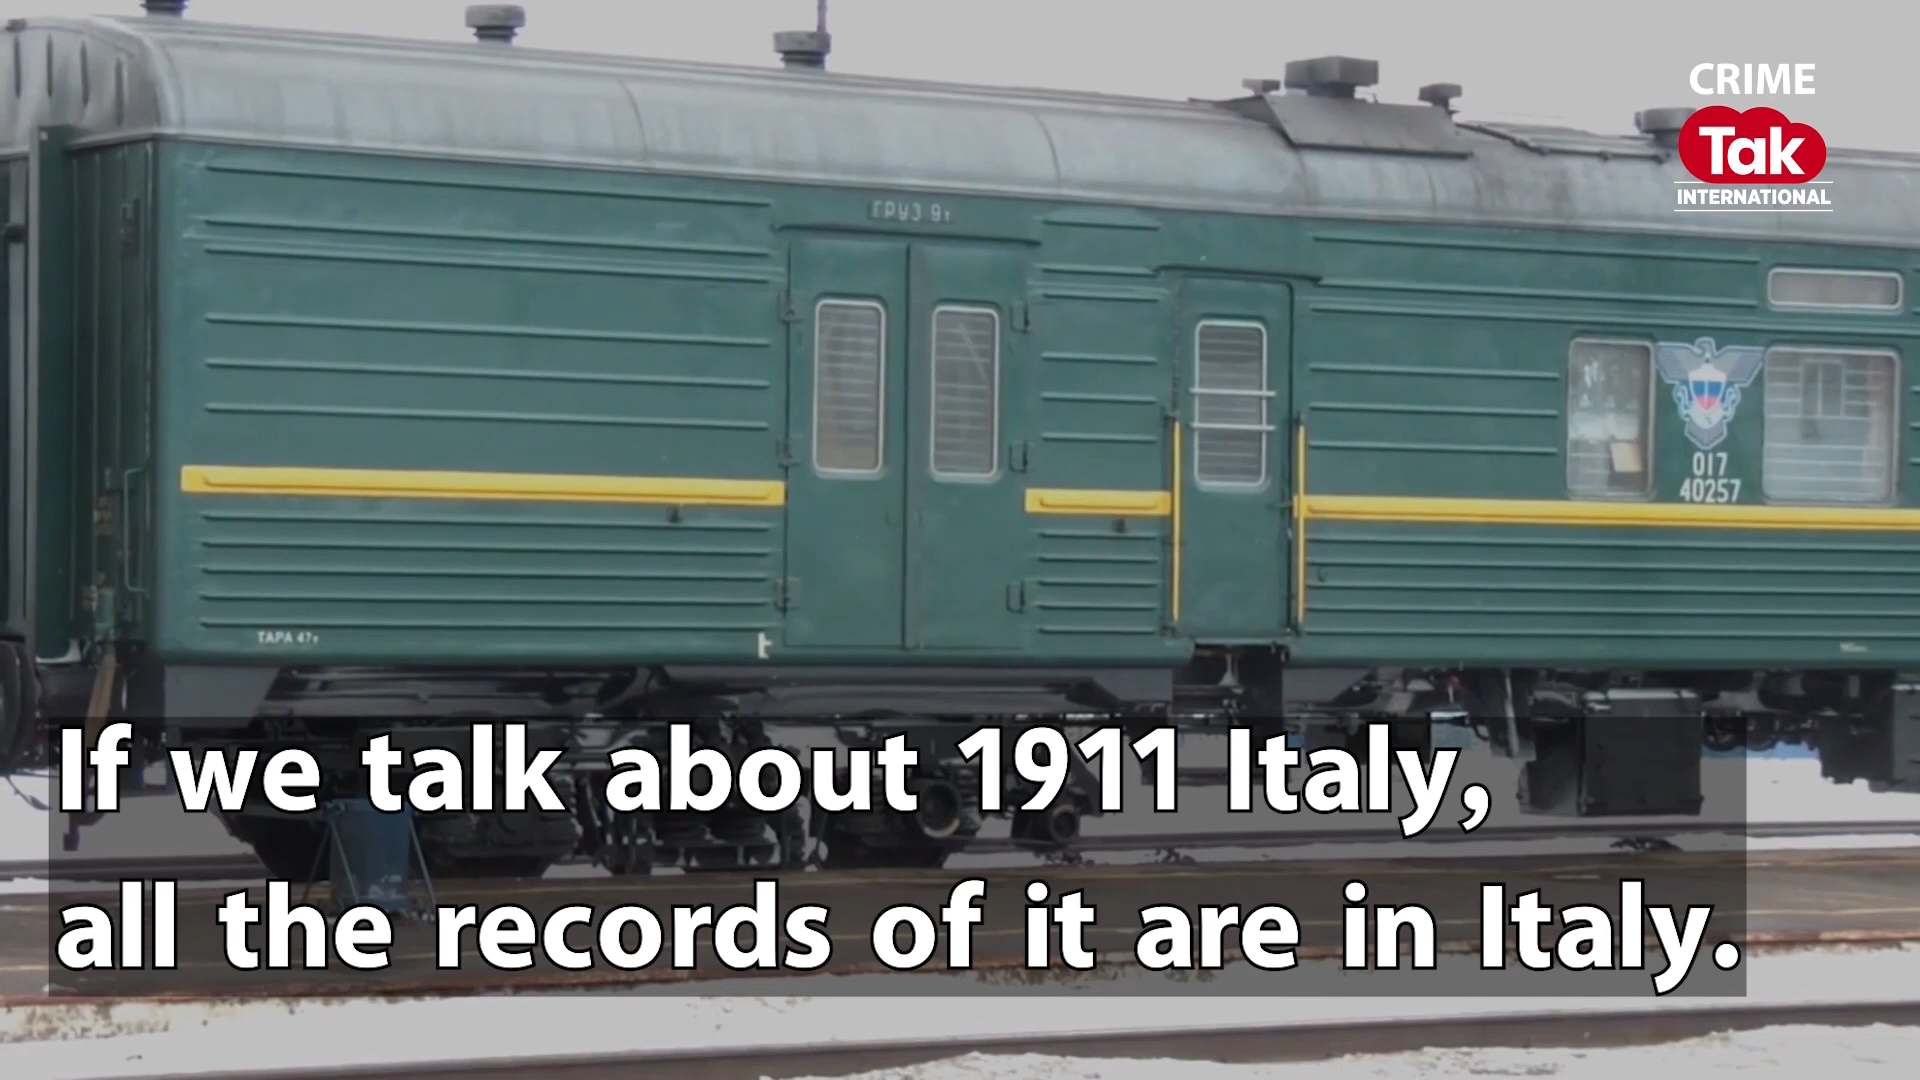 CRIME
Tak
INTERNATIONAL
ГРУЗ 9т
017
40257
ТАРА 47т
If we talk about 1911 Italy,
all the records of it are in Italy.